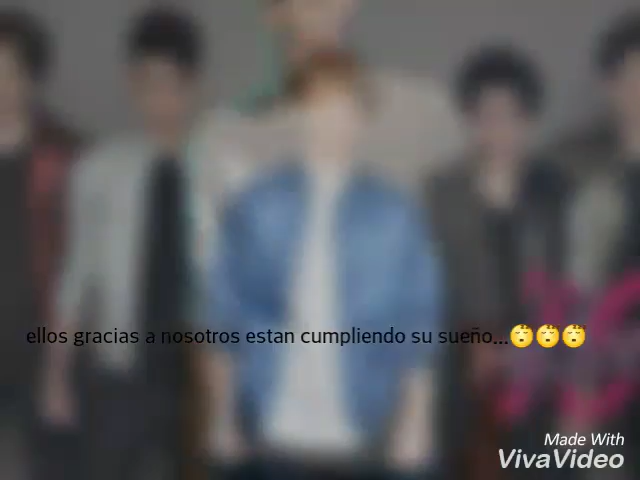 ellos gracias a nosotros estan cumpliendo su sueño...😴😴😴
Made With
VivaVideo